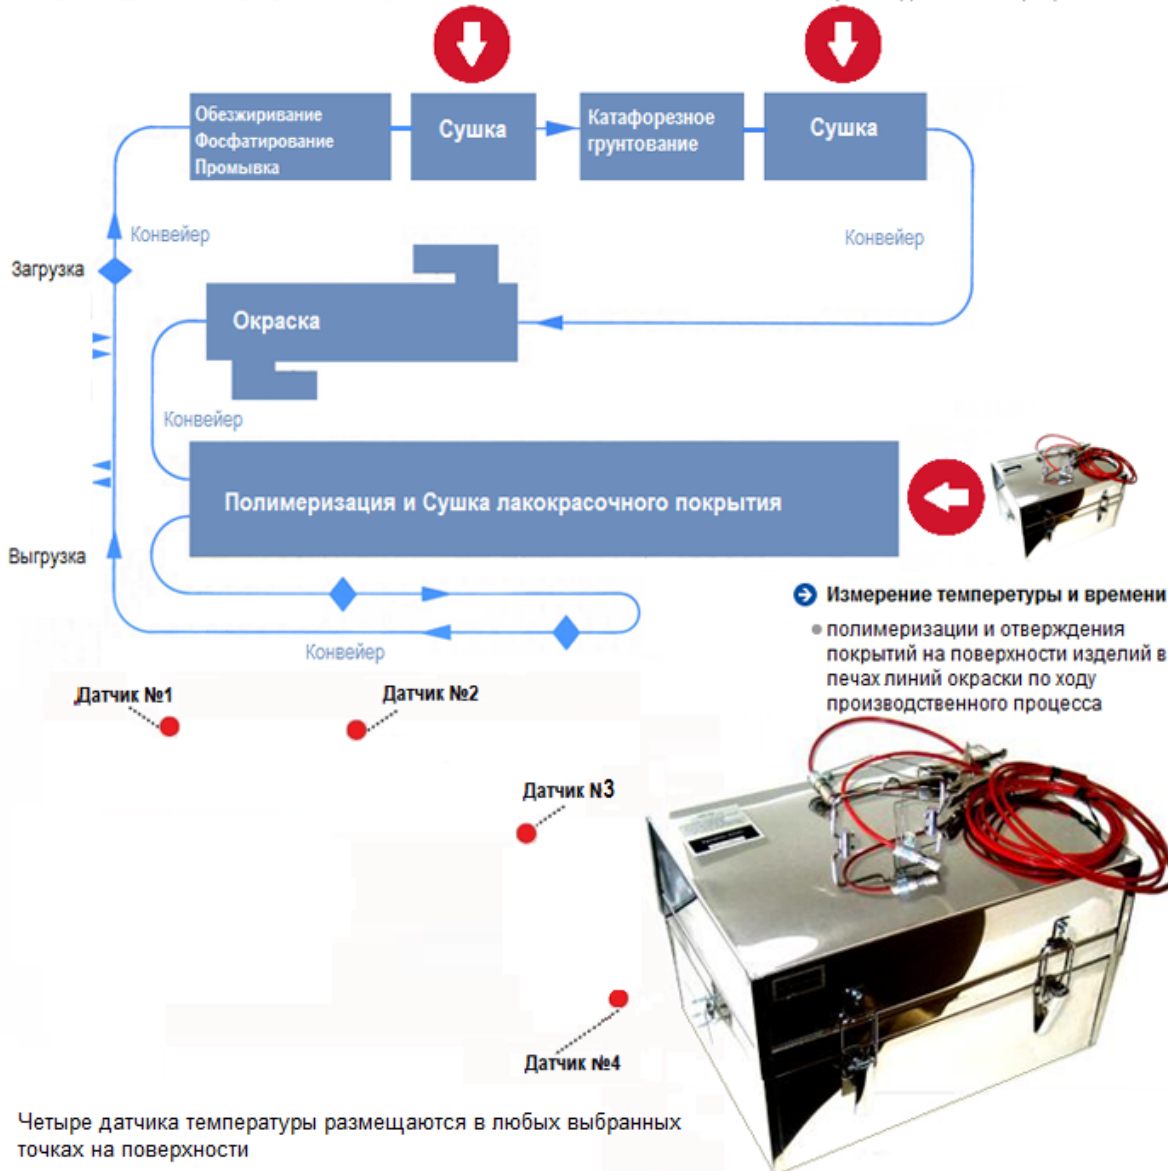 Обезжиривание
Фосфатирование
Промывка
Сушка
Катафорезное
грунтование
Сушка
Конвейер
Конвейер
Загрузка
Окраска
Конвейер
Полимеризация и Сушка лакокрасочного покрытия
Выгрузка
Конвейер
Измерение темперетуры и времени
полимеризации и отверждения
покрытий на поверхности изделий в
печах линий окраски по ходу
производственного процесса
Датчик №1
Датчик №2
Датчик №3
Датчик №4
Четыре датчика температуры размещаются в любых выбранных
точках на поверхности